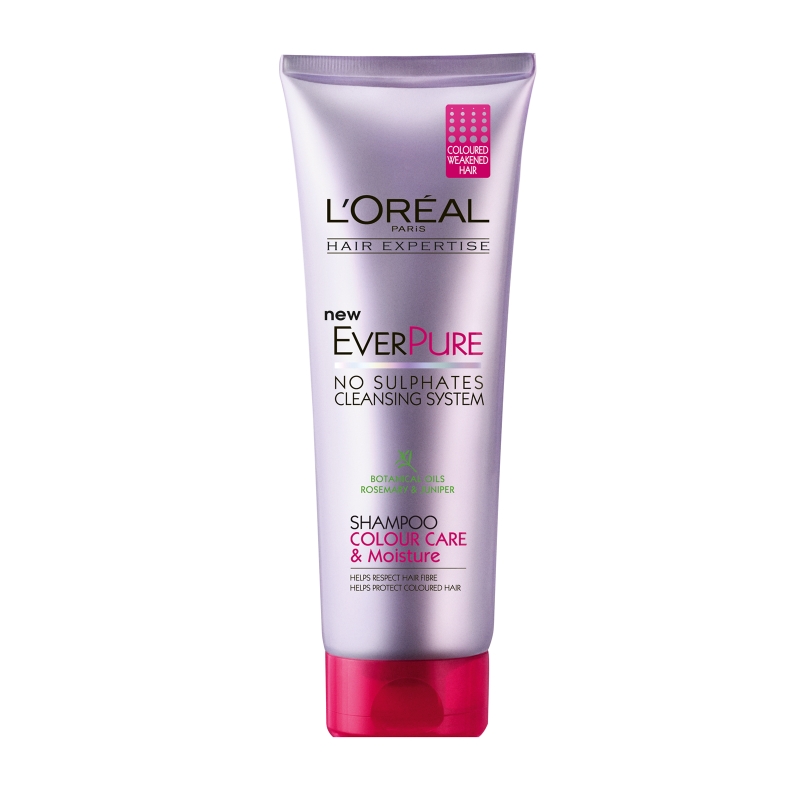 COLOURED
WEAKENED
HAIR
L'ORÉAL
PARIS
HAIR EXPERTISE
new
EVERPURE
NO SULPHATES
CLEANSING SYSTEM
BOTANICAL OILS
ROSEMARY & JUNIPER
SHAMPOO
COLOUR CARE
& Moisture
HELPS RESPECT HAIR FIBRE
HELPS PROTECT COLOURED HAIR